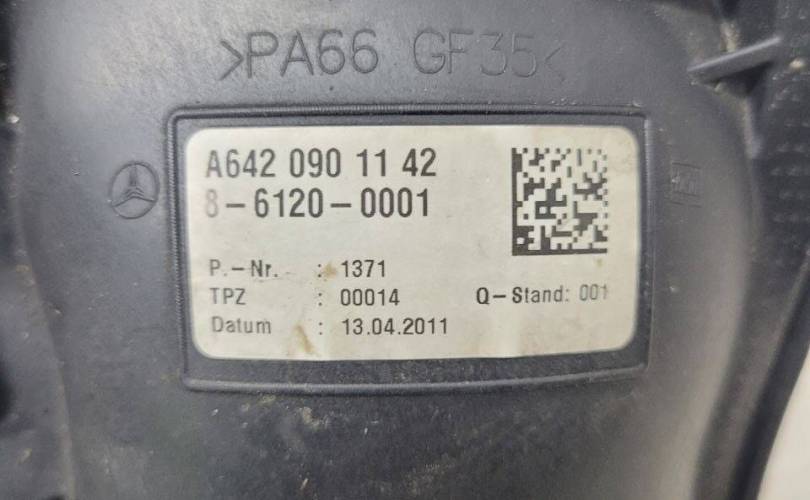 >PA66 GF35<
A642 090 11 42
8-6120-0001
P.-Nr. : 1371
TPZ : 00014 Q-Stand: 001
Datum : 13.04.2011